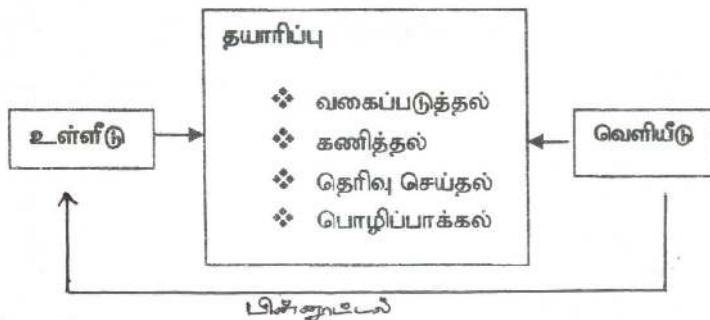 தயாரிப்பு
❖ வகைப்படுத்தல்
உள்ளீடு
❖ கணித்தல்
வெளியீடு
❖ தெரிவு செய்தல்
❖ பொழிப்பாக்கல்
பின்னூட்டல்